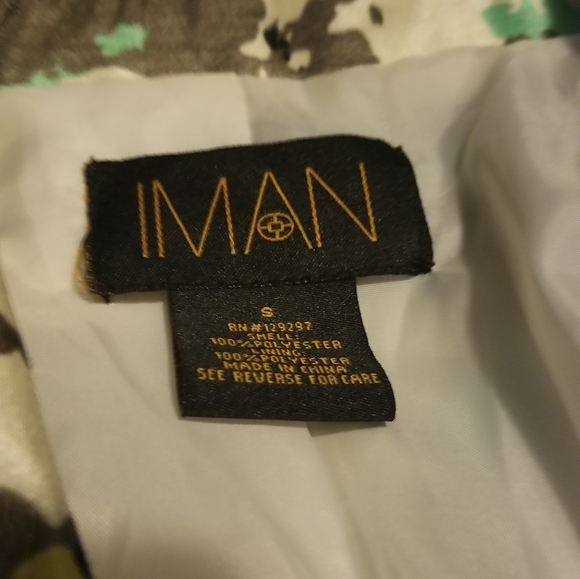 IMAN
S
RN#129297
SHELL:
100%POLYESTER
LINING:
100%POLYESTER
MADE IN CHINA
SEE REVERSE FOR CARE